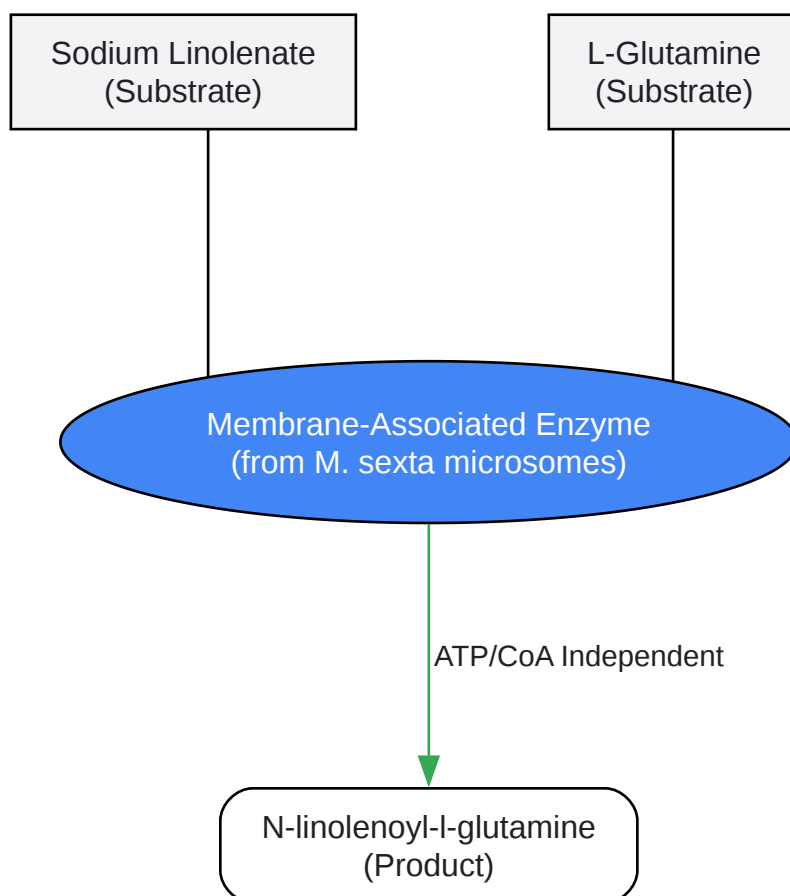 Sodium Linolenate
(Substrate)
L-Glutamine
(Substrate)
Membrane-Associated Enzyme
(from M. sexta microsomes)
ATP/CoA Independent
N-linolenoyl-l-glutamine
(Product)